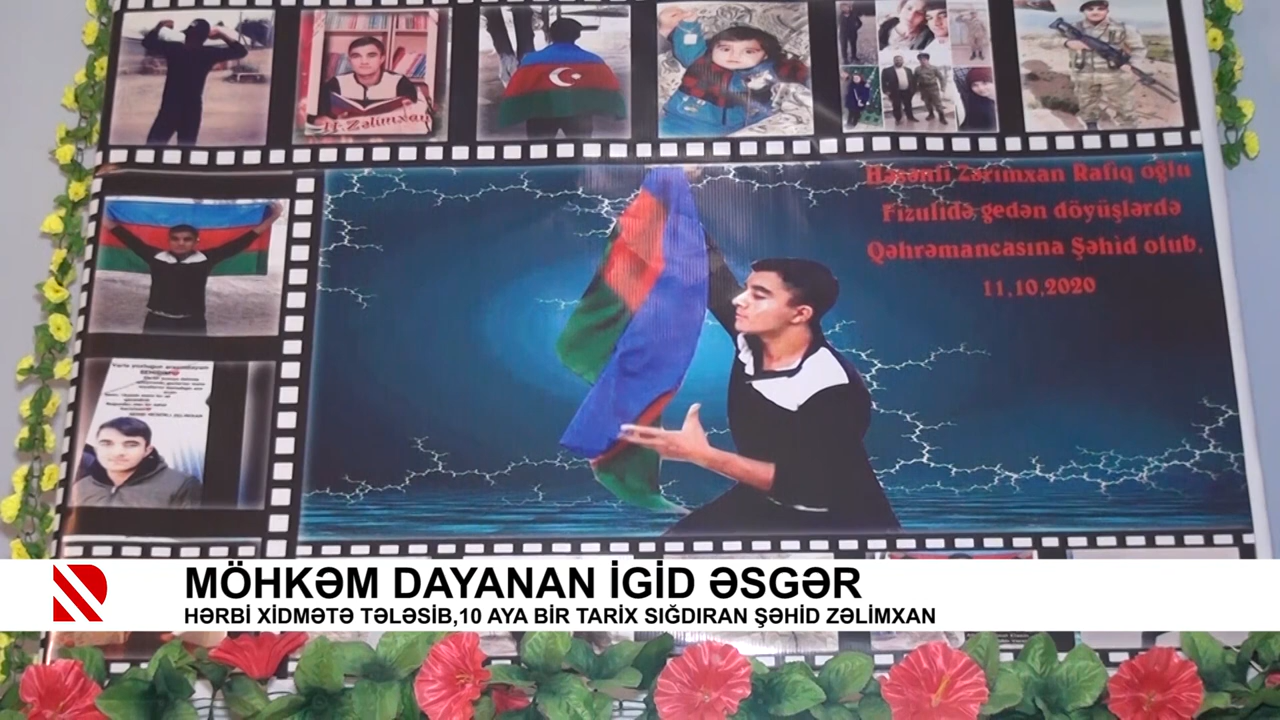 H.Zəlimxan
Həsənli Zərimxan Rafiq oğlu
Fizulidə gedən döyüşlərdə
Qəhrəmancasına Şəhid olub.
11,10,2020
MÖHKƏM DAYANAN İGİD ƏSGƏR
HƏRBİ XİDMƏTƏ TƏLƏSİB,10 AYA BİR TARİX SIĞDIRAN ŞƏHİD ZƏLİMXAN